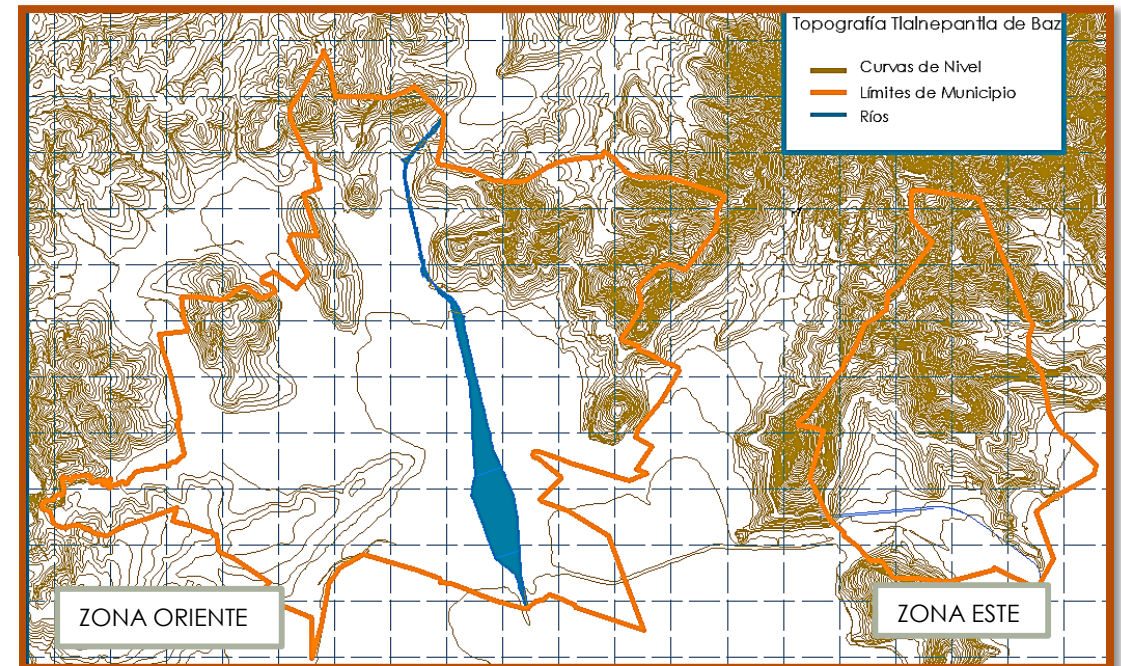 Topografía Tlalnepantla de Baz
Curvas de Nivel
Límites de Municipio
Ríos
ZONA ORIENTE
ZONA ESTE